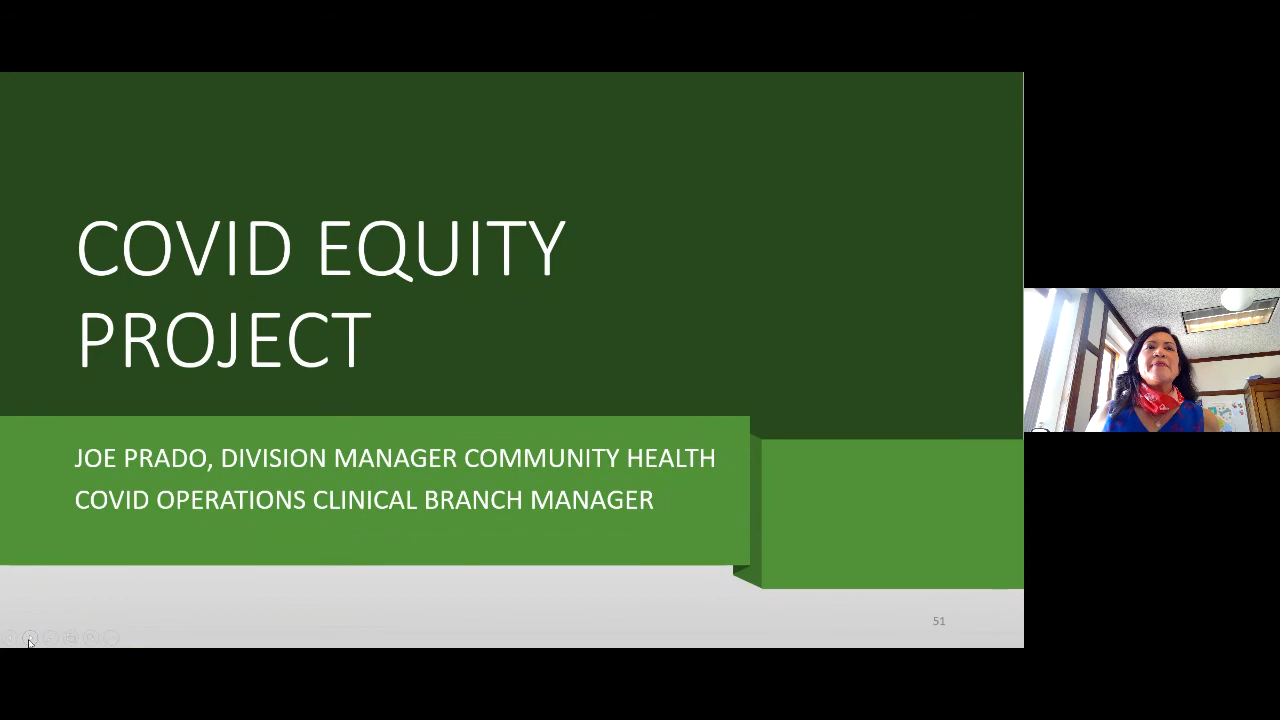 COVID EQUITY
PROJECT
JOE PRADO, DIVISION MANAGER COMMUNITY HEALTH
COVID OPERATIONS CLINICAL BRANCH MANAGER
51